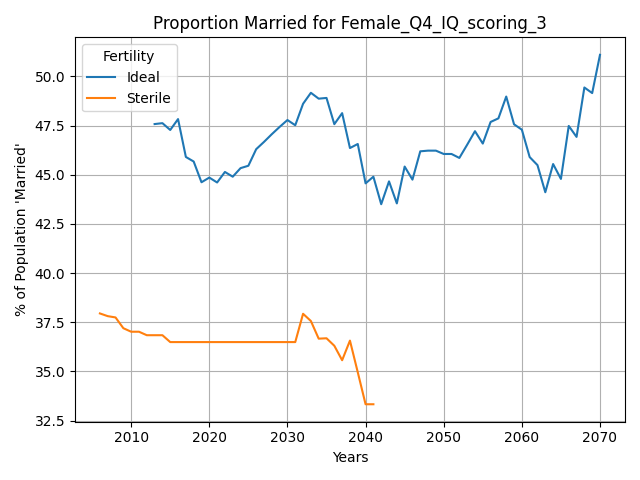 Proportion Married for Female_Q4_IQ_scoring_3
Fertility
Ideal
Sterile
% of Population 'Married'
50.0
47.5
45.0
42.5
40.0
37.5
35.0
32.5
2010 2020 2030 2040 2050 2060 2070
Years